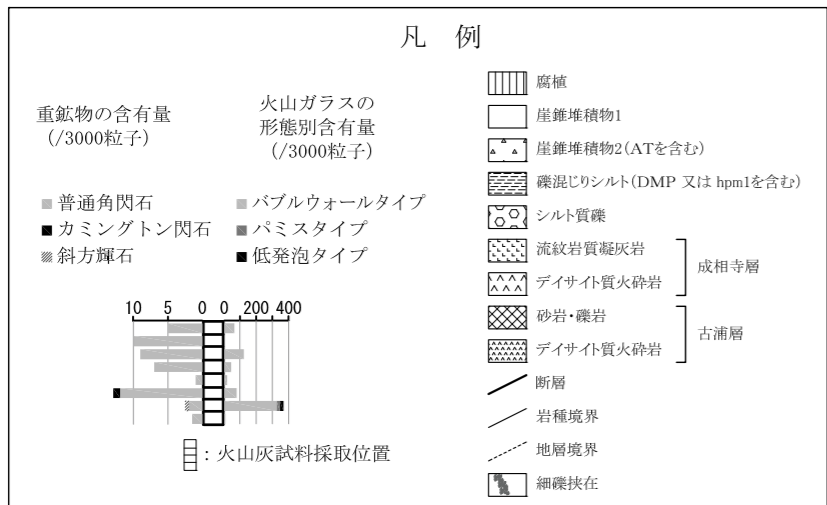 凡 例
重鉱物の含有量
(/3000粒子)
火山ガラスの
形態別含有量
(/3000粒子)
普通角閃石
カミングトン閃石
斜方輝石
バブルウォールタイプ
パミスタイプ
低発泡タイプ
10 5 0 0 200 400
:火山灰試料採取位置
腐植
崖錐堆積物1
崖錐堆積物2(ATを含む)
礫混じりシルト(DMP 又は hpm1を含む)
シルト質礫
流紋岩質凝灰岩
デイサイト質火砕岩
成相寺層
砂岩・礫岩
デイサイト質火砕岩
古浦層
断層
岩種境界
地層境界
細礫挟在